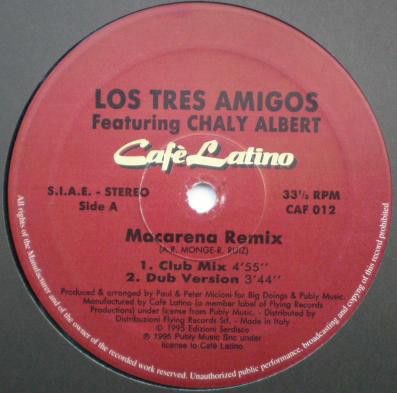 LOS TRES AMIGOS
Featuring CHALY ALBERT
Cafè Latino
S.I.A.E. - STEREO
Side A
33⅓ RPM
CAF 012
Macarena Remix
(A.R. MONGE-R. RUIZ)
1. Club Mix 4'55''
2. Dub Version 3'44''
Produced & arranged by Paul & Peter Micioni for Big Doings & Publy Music.
Manufactured by Cafè Latino (a member label of Flying Records
Productions) under license from Publy Music. - Distributed by
Distribuzioni Flying Records Srl. - Made in Italy
© 1995 Edizioni Serdisco
℗ 1995 Publy Music Snc under
license to Cafè Latino.
All rights of the Manufacturer and of the owner of the recorded work reserved. Unauthorized public performance, broadcasting and copying of this record prohibited